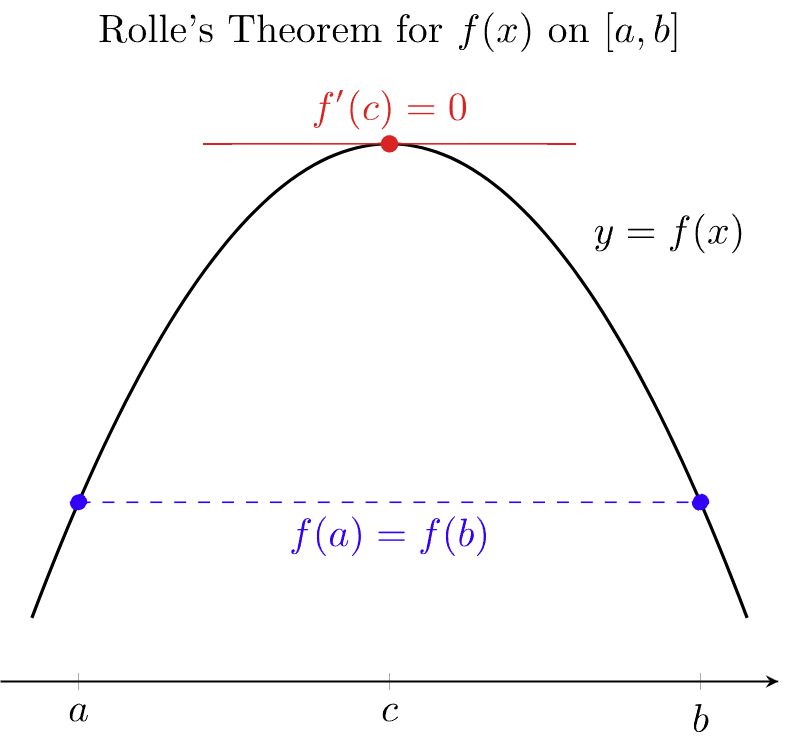 Rolle's Theorem for f(x) on [a, b]
f′(c) = 0
y = f(x)
f(a) = f(b)
a c b